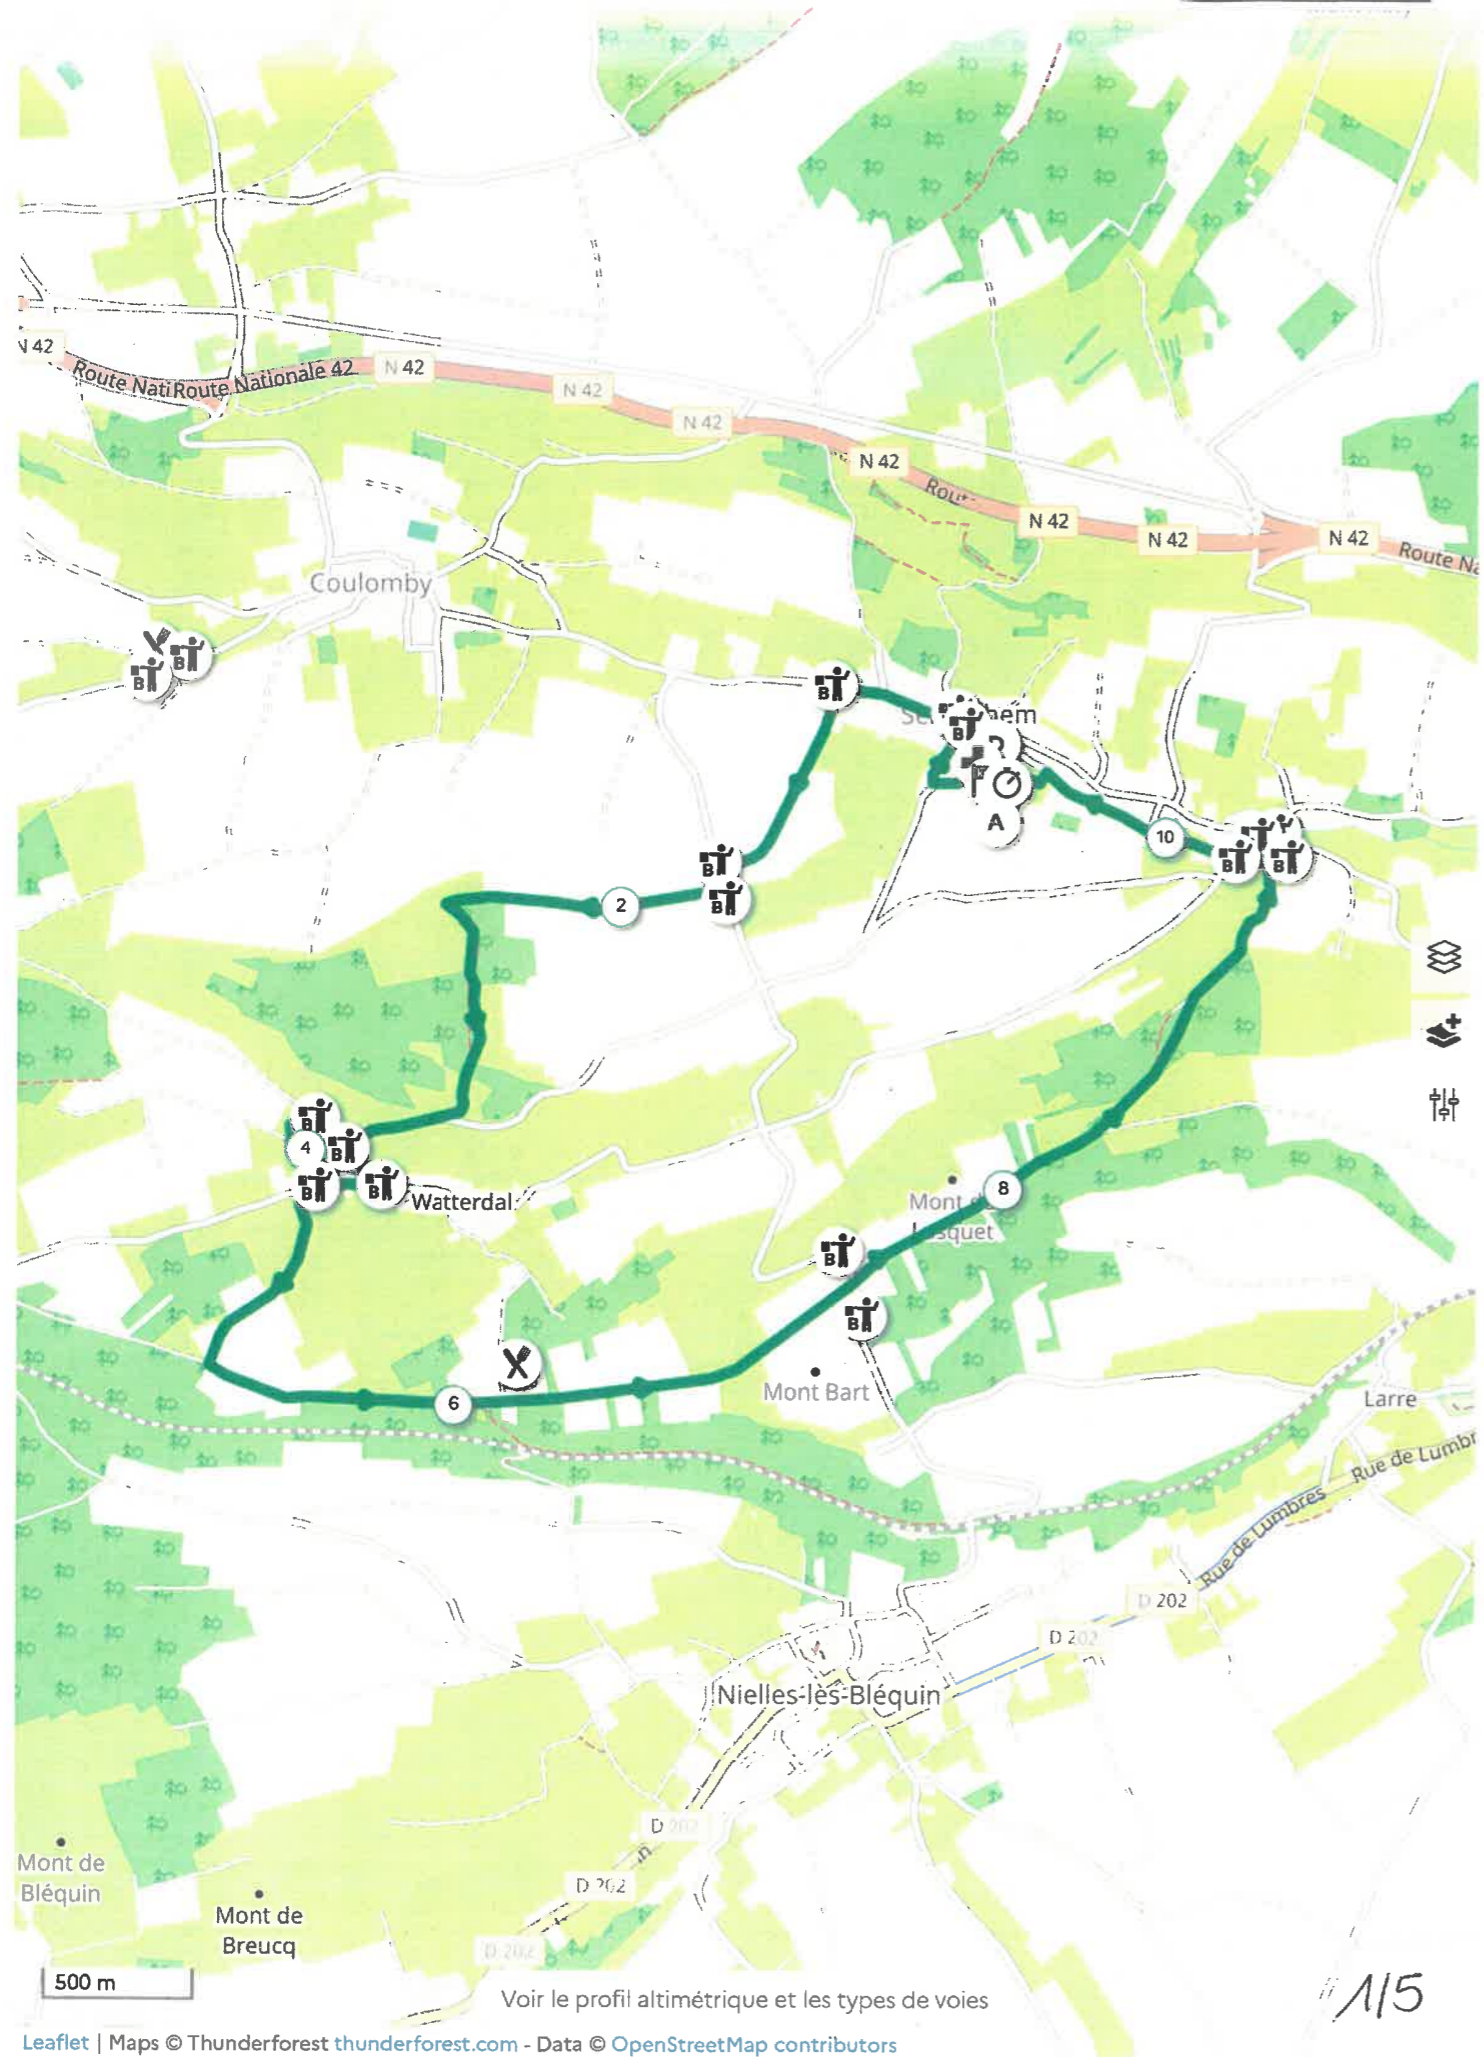 N 42
Route Nati Route Nationale 42
N 42
N 42
N 42
N 42
N 42
N 42
N 42
Coulomby
B
B
B
hem
B
A
10
B
B
B
B
2
B
4
B
B
B
Watterdal
8
Mont de
B
B
Mont Bart
6
Larre
Rue de Lumbres
Rue de Lumbr
D 202
D 202
Nielles-lès-Bléquin
D 202
D 202
D 202
Mont de
Bléquin
Mont de
Breucq
500 m
Voir le profil altimétrique et les types de voies
1/5
Leaflet | Maps © Thunderforest thunderforest.com - Data © OpenStreetMap contributors